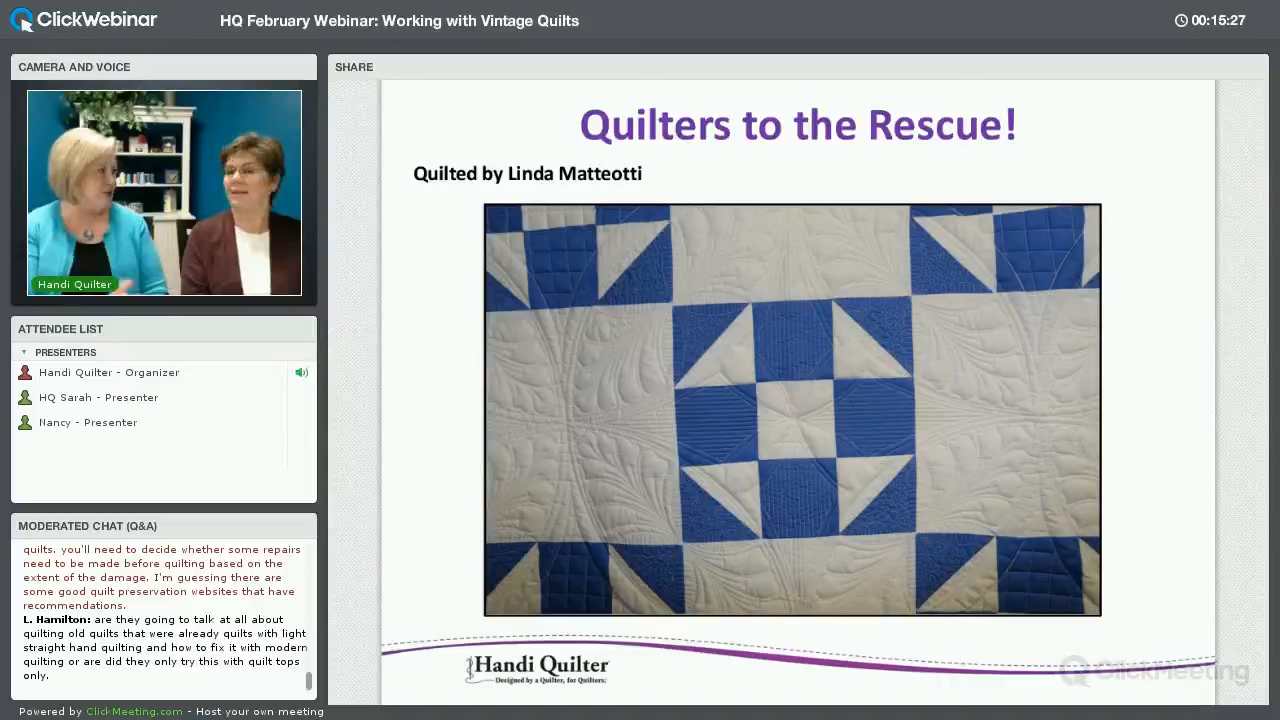 ClickWebinar
HQ February Webinar: Working with Vintage Quilts
00:15:27
CAMERA AND VOICE
Handi Quilter
ATTENDEE LIST
PRESENTERS
Handi Quilter - Organizer
HQ Sarah - Presenter
Nancy - Presenter
MODERATED CHAT (Q&A)
quilts. you'll need to decide whether some repairs
need to be made before quilting based on the
extent of the damage. I'm guessing there are
some good quilt preservation websites that have
recommendations.
Hamilton: are they going to talk at all about
quilting old quilts that were already quilts with light
vintage hand quilting and how to fix it with modern
quilting or are did they only try this with quilt tops
only.
Powered by ClickMeeting.com - Host your own meeting
SHARE
Quilters to the Rescue!
Quilted by Linda Matteotti
Handi Quilter
Designed by a Quilter, for Quilters.
ClickMeeting